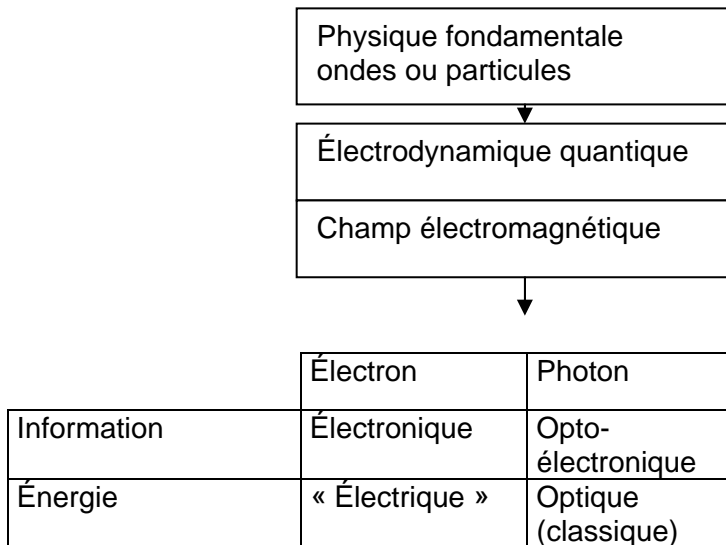 Physique fondamentale
ondes ou particules
Électrodynamique quantique
Champ électromagnétique
Électron Photon
Information Électronique Opto-
électronique
Énergie « Électrique » Optique
(classique)